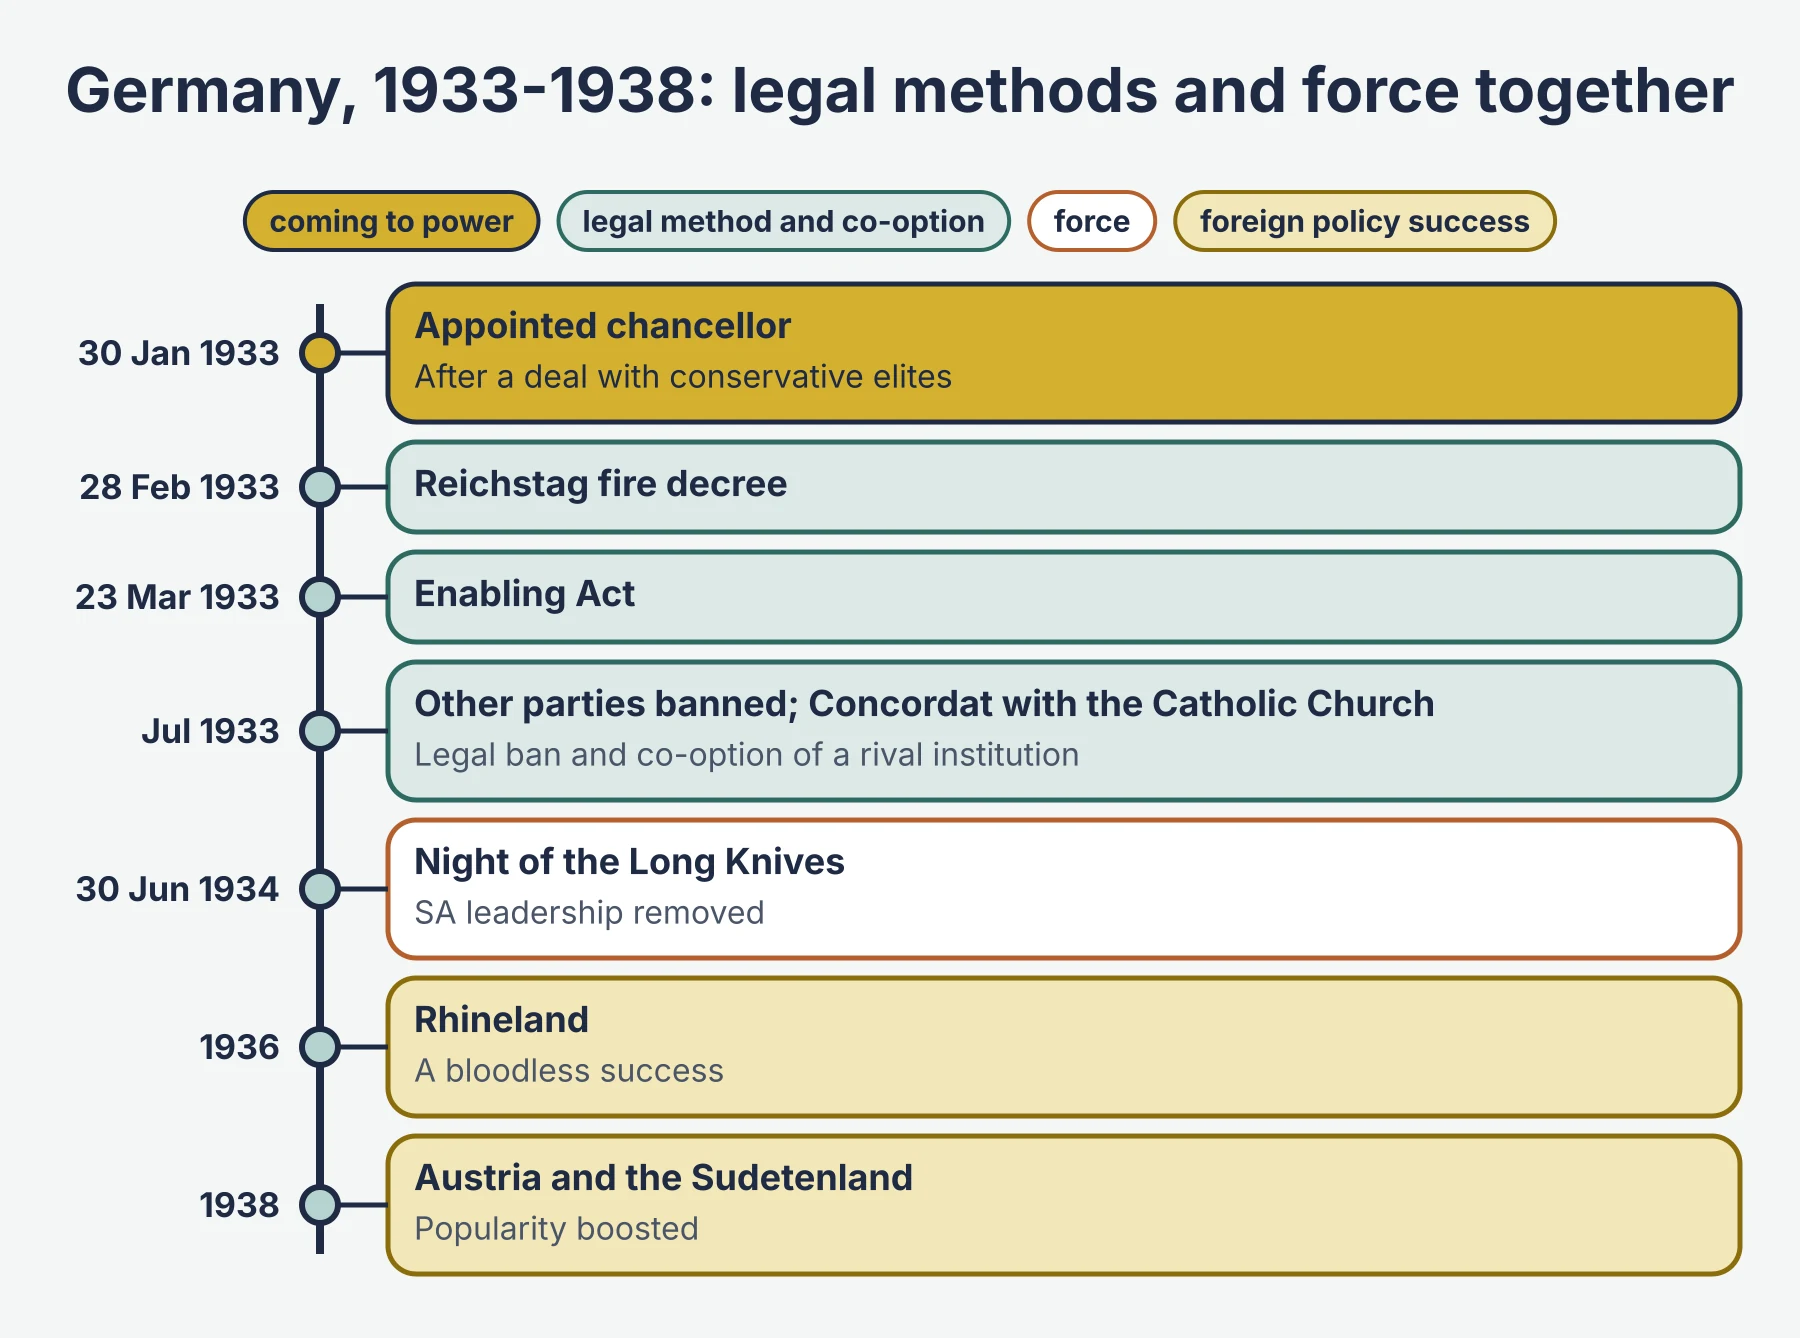 Germany, 1933-1938: legal methods and force together
coming to power
legal method and co-option
force
foreign policy success
30 Jan 1933
Appointed chancellor
After a deal with conservative elites
28 Feb 1933
Reichstag fire decree
23 Mar 1933
Enabling Act
Jul 1933
Other parties banned; Concordat with the Catholic Church
Legal ban and co-option of a rival institution
30 Jun 1934
Night of the Long Knives
SA leadership removed
1936
Rhineland
A bloodless success
1938
Austria and the Sudetenland
Popularity boosted